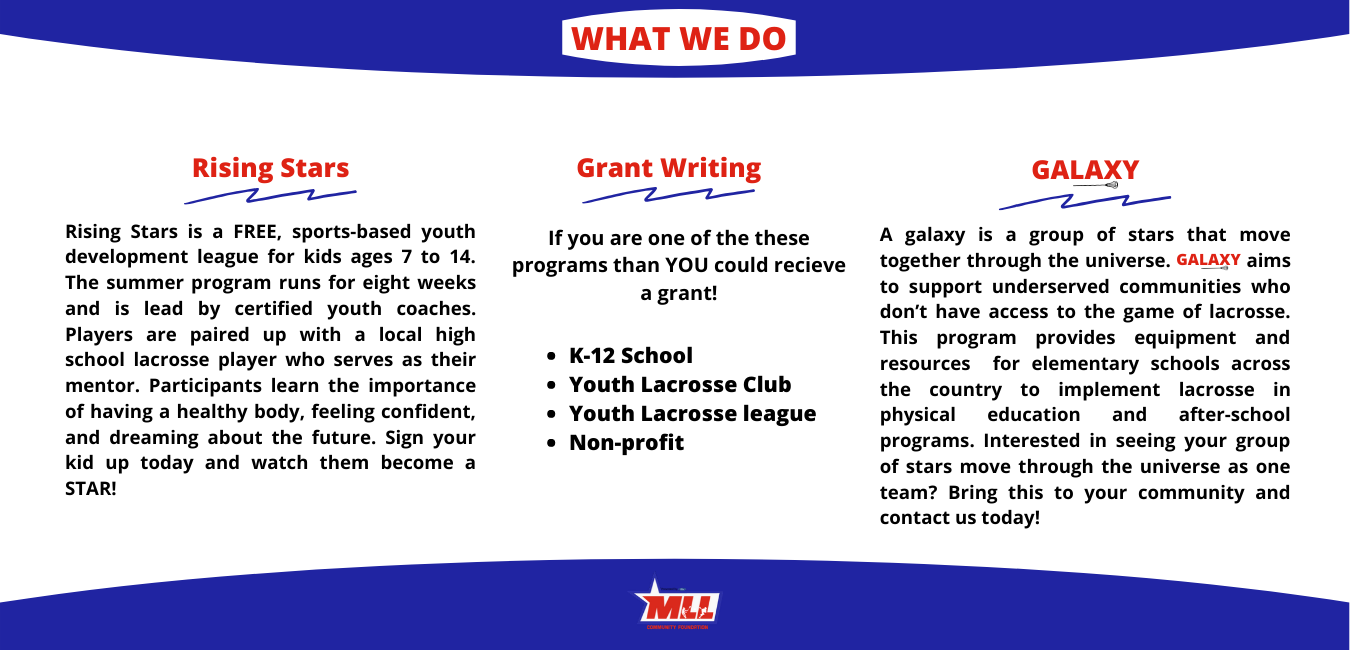 WHAT WE DO
Rising Stars
Rising Stars is a FREE, sports-based youth
development league for kids ages 7 to 14.
The summer program runs for eight weeks
and is lead by certified youth coaches.
Players are paired up with a local high
school lacrosse player who serves as their
mentor. Participants learn the importance
of having a healthy body, feeling confident,
and dreaming about the future. Sign your
kid up today and watch them become a
STAR!
Grant Writing
If you are one of the these
programs than YOU could recieve
a grant!
• K-12 School
• Youth Lacrosse Club
• Youth Lacrosse league
• Non-profit
GALAXY
A galaxy is a group of stars that move
together through the universe. GALAXY aims
to support underserved communities who
don’t have access to the game of lacrosse.
This program provides equipment and
resources for elementary schools across
the country to implement lacrosse in
physical education and after-school
programs. Interested in seeing your group
of stars move through the universe as one
team? Bring this to your community and
contact us today!
MLL
COMMUNITY FOUNDATION